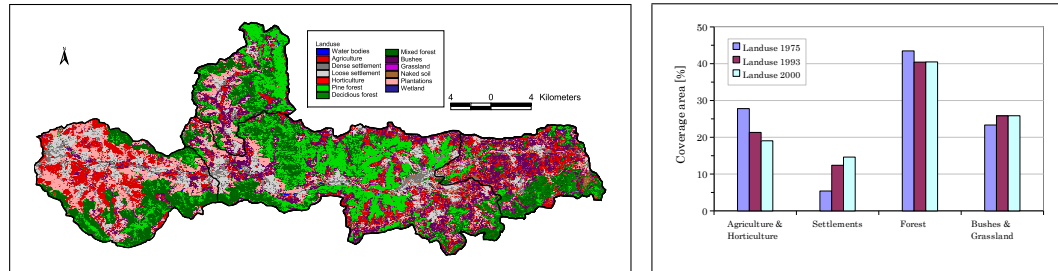 N
Landuse
Water bodies
Agriculture
Dense settlement
Loose settlement
Horticulture
Pine forest
Decidious forest
Mixed forest
Bushes
Grassland
Naked soil
Plantations
Wetland
4 0 4 Kilometers
50
40
30
20
10
0
Coverage area [%]
Landuse 1975
Landuse 1993
Landuse 2000
Agriculture &
Horticulture
Settlements
Forest
Bushes &
Grassland